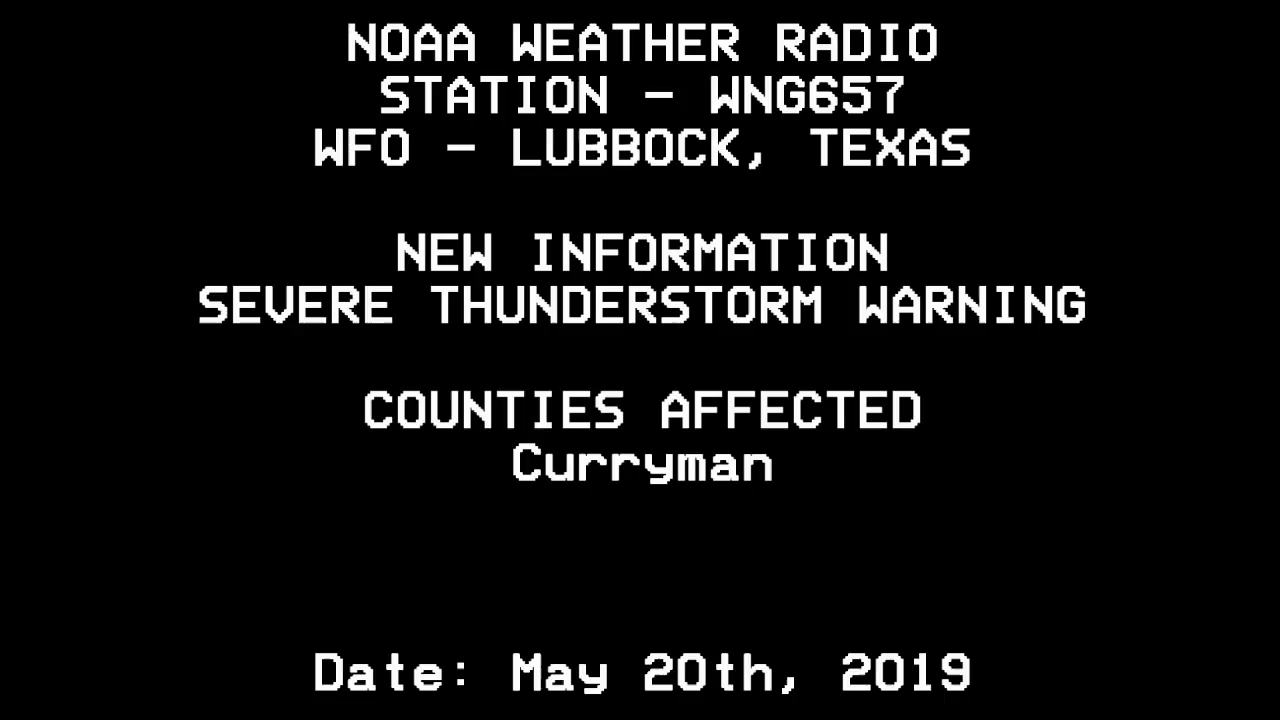 NOAA WEATHER RADIO
STATION - WNG657
WFO - LUBBOCK, TEXAS
NEW INFORMATION
SEVERE THUNDERSTORM WARNING
COUNTIES AFFECTED
Curryman
Date: May 20th, 2019